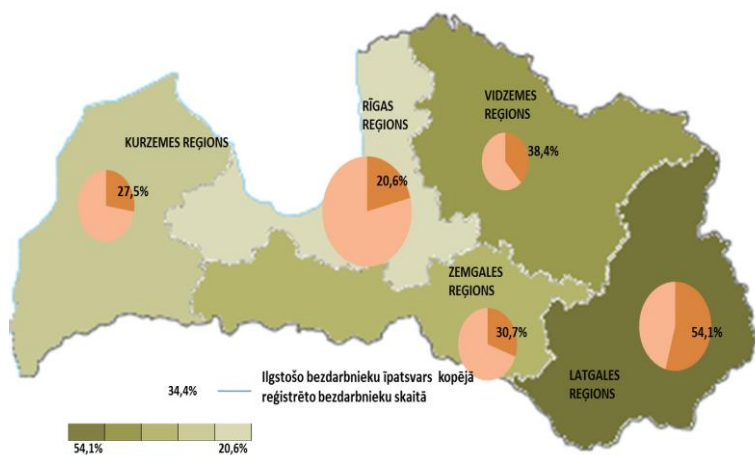 RĪGAS
REĢIONS
VIDZEMES
REĢIONS
KURZEMES REĢIONS
38,4%
20,6%
27,5%
ZEMGALES
REĢIONS
30,7%
54,1%
LATGALES
REĢIONS
34,4%
Ilgstošo bezdarbnieku īpatsvars kopējā
reģistrēto bezdarbnieku skaitā
54,1%
20,6%